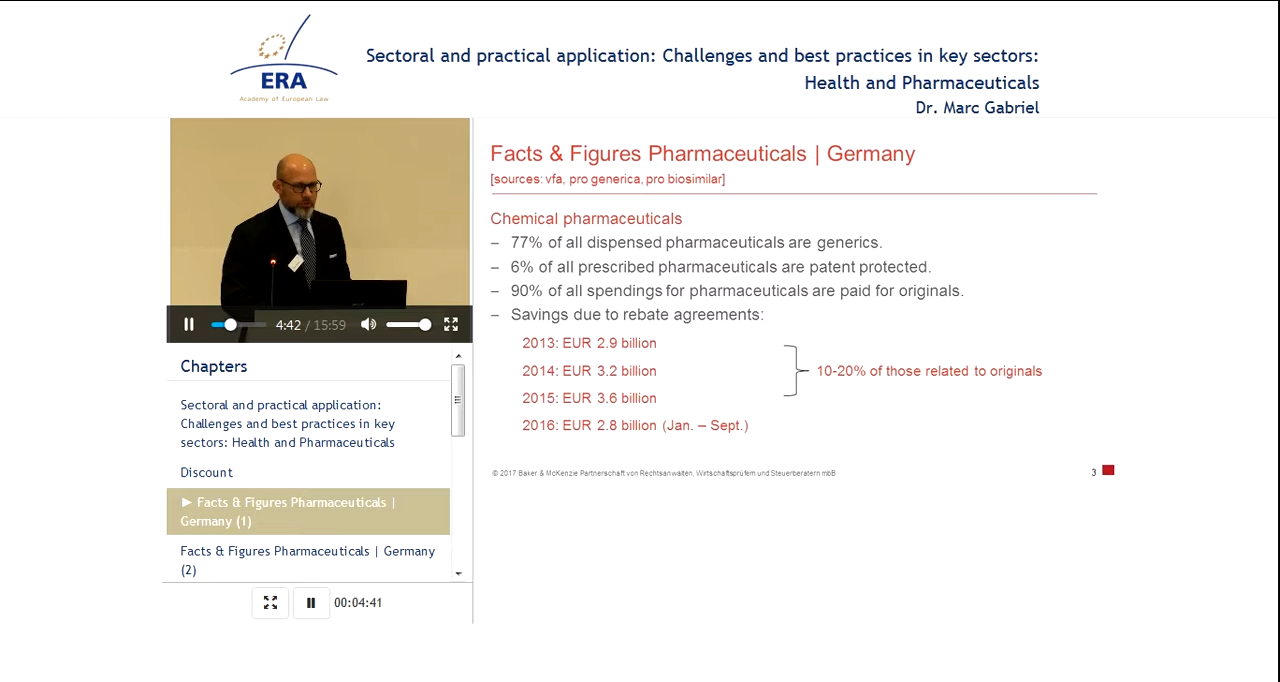 ERA
Academy of European Law
Sectoral and practical application: Challenges and best practices in key sectors:
Health and Pharmaceuticals
Dr. Marc Gabriel
4:42 / 15:59
Chapters
Sectoral and practical application:
Challenges and best practices in key
sectors: Health and Pharmaceuticals
Discount
► Facts & Figures Pharmaceuticals |
Germany (1)
Facts & Figures Pharmaceuticals | Germany
(2)
00:04:41
Facts & Figures Pharmaceuticals | Germany
[sources: vfa, pro generica, pro biosimilar]
Chemical pharmaceuticals
– 77% of all dispensed pharmaceuticals are generics.
– 6% of all prescribed pharmaceuticals are patent protected.
– 90% of all spendings for pharmaceuticals are paid for originals.
– Savings due to rebate agreements:
2013: EUR 2.9 billion
2014: EUR 3.2 billion
2015: EUR 3.6 billion
2016: EUR 2.8 billion (Jan. – Sept.)
10-20% of those related to originals
© 2017 Baker & McKenzie Partnerschaft von Rechtsanwälten, Wirtschaftsprüfern und Steuerberatern mbB
3